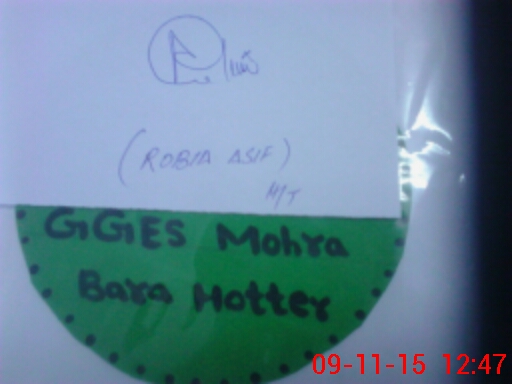 (ROBIA ASIF)
M/T
GGES Mohra
Bara Hotter
09-11-15 12:47